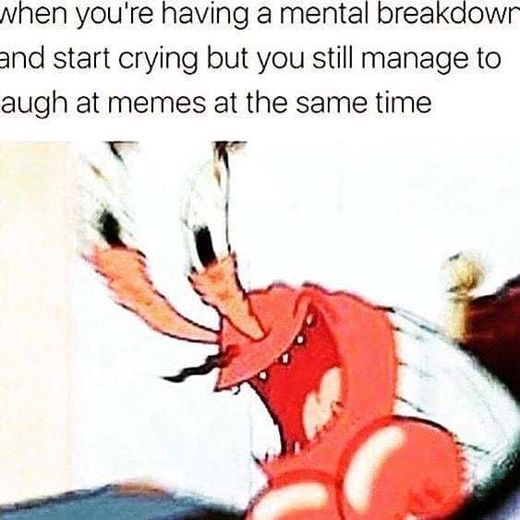 when you're having a mental breakdown
and start crying but you still manage to
laugh at memes at the same time